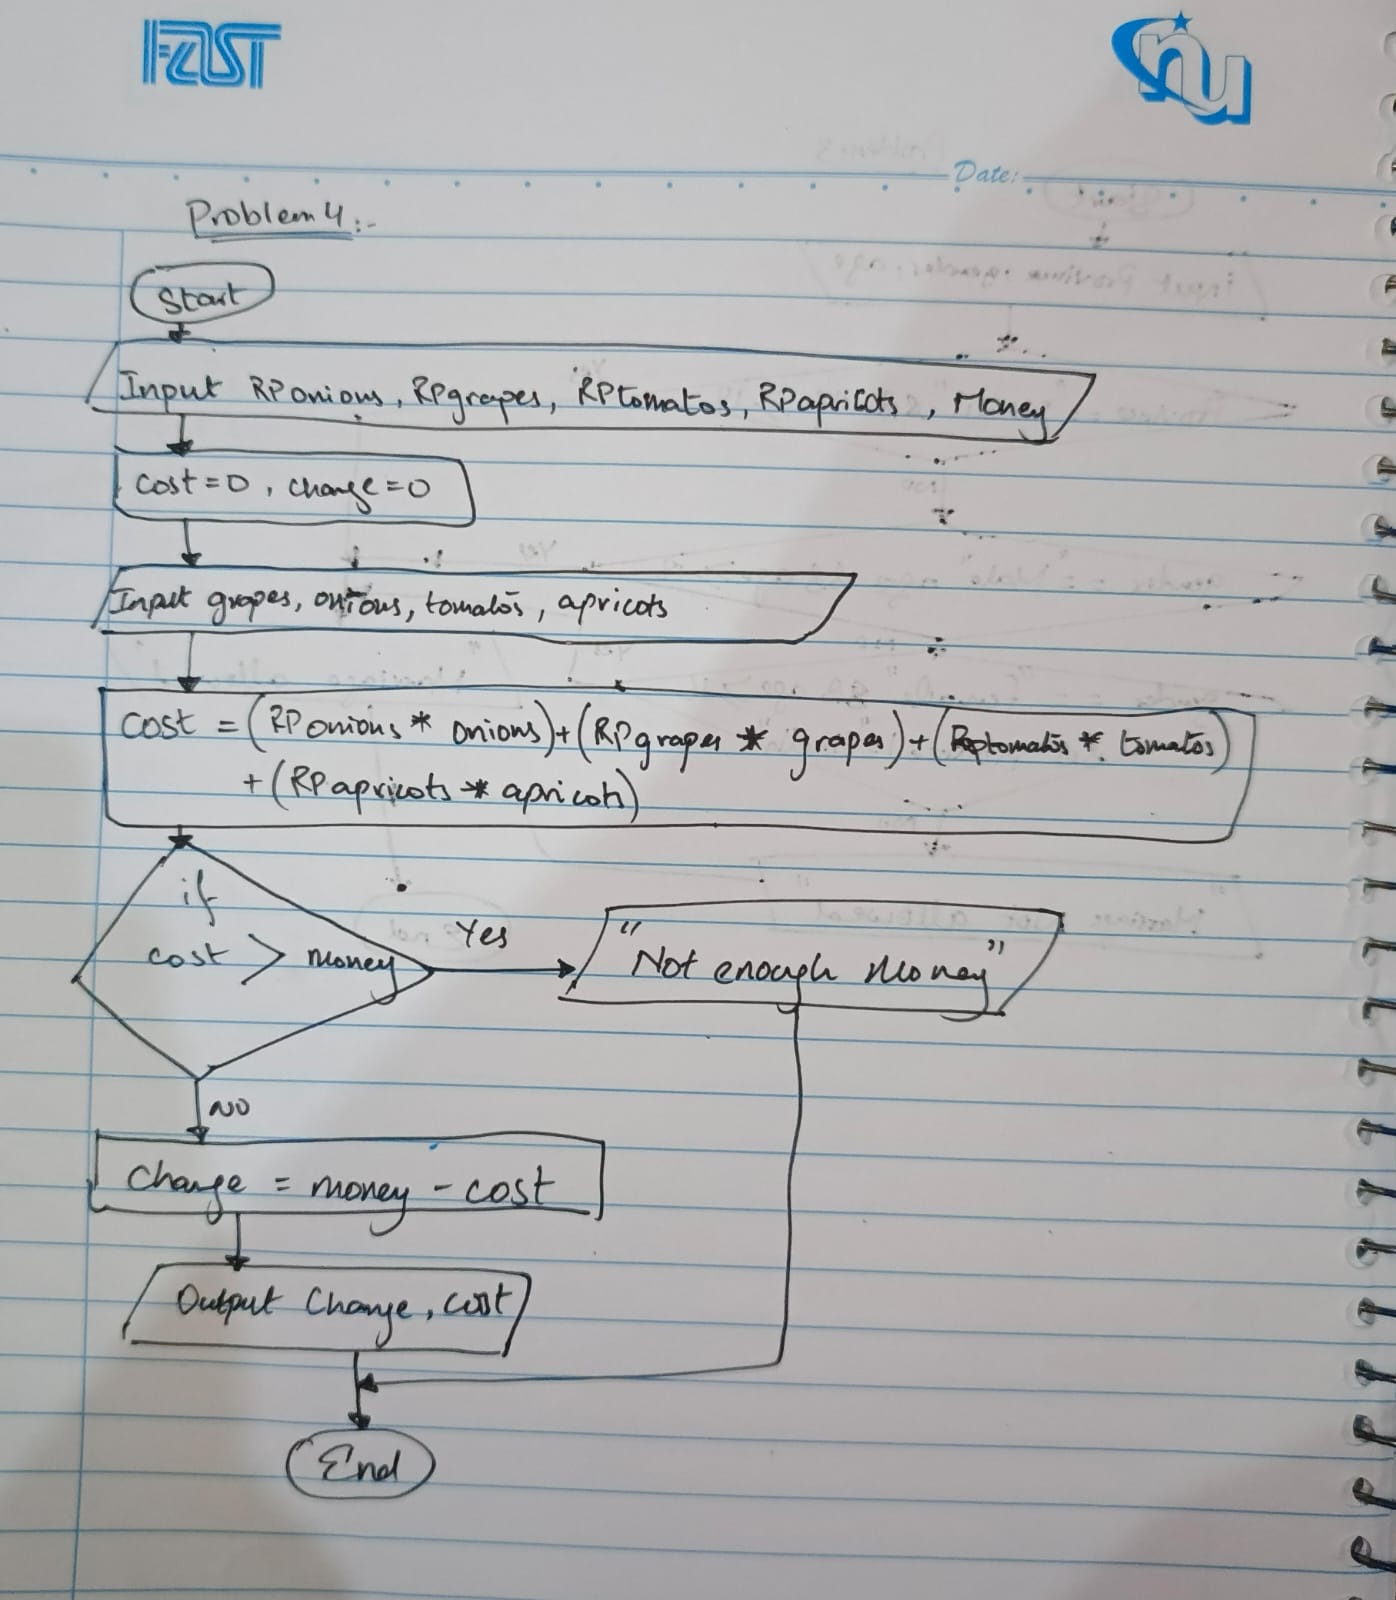 FAST
nu
Date:
Problem 4:-
Start
Input RPonions, RPgrapes, RPtomatos, RPapricots, Money
cost=0, change=0
Input grapes, onions, tomatos, apricots
cost = (RPonions * onions)+(RPgrapes * grapes)+(RPtomatos * tomatos)
+(RPapricots * apricots)
if
cost > money
Yes
"Not enough Money"
NO
Change = money - cost
Output Change, cost
End